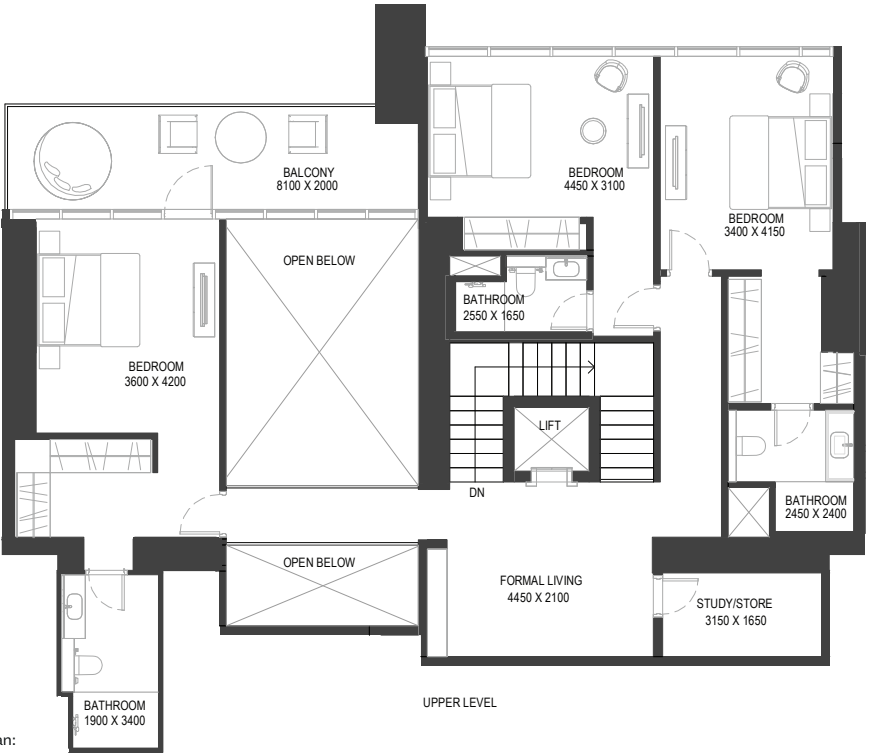 BALCONY
8100 X 2000
BEDROOM
4450 X 3100
BEDROOM
3400 X 4150
OPEN BELOW
BATHROOM
2550 X 1650
BEDROOM
3600 X 4200
LIFT
DN
BATHROOM
2450 X 2400
OPEN BELOW
FORMAL LIVING
4450 X 2100
STUDY/STORE
3150 X 1650
BATHROOM
1900 X 3400
UPPER LEVEL
an: